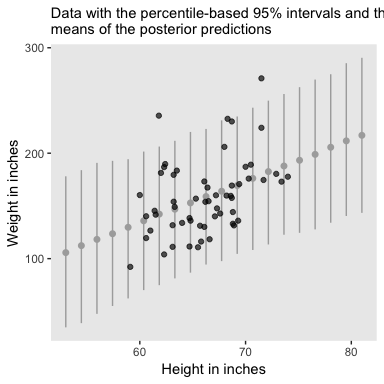 Data with the percentile-based 95% intervals and th
means of the posterior predictions
300
200
100
Weight in inches
60
70
80
Height in inches